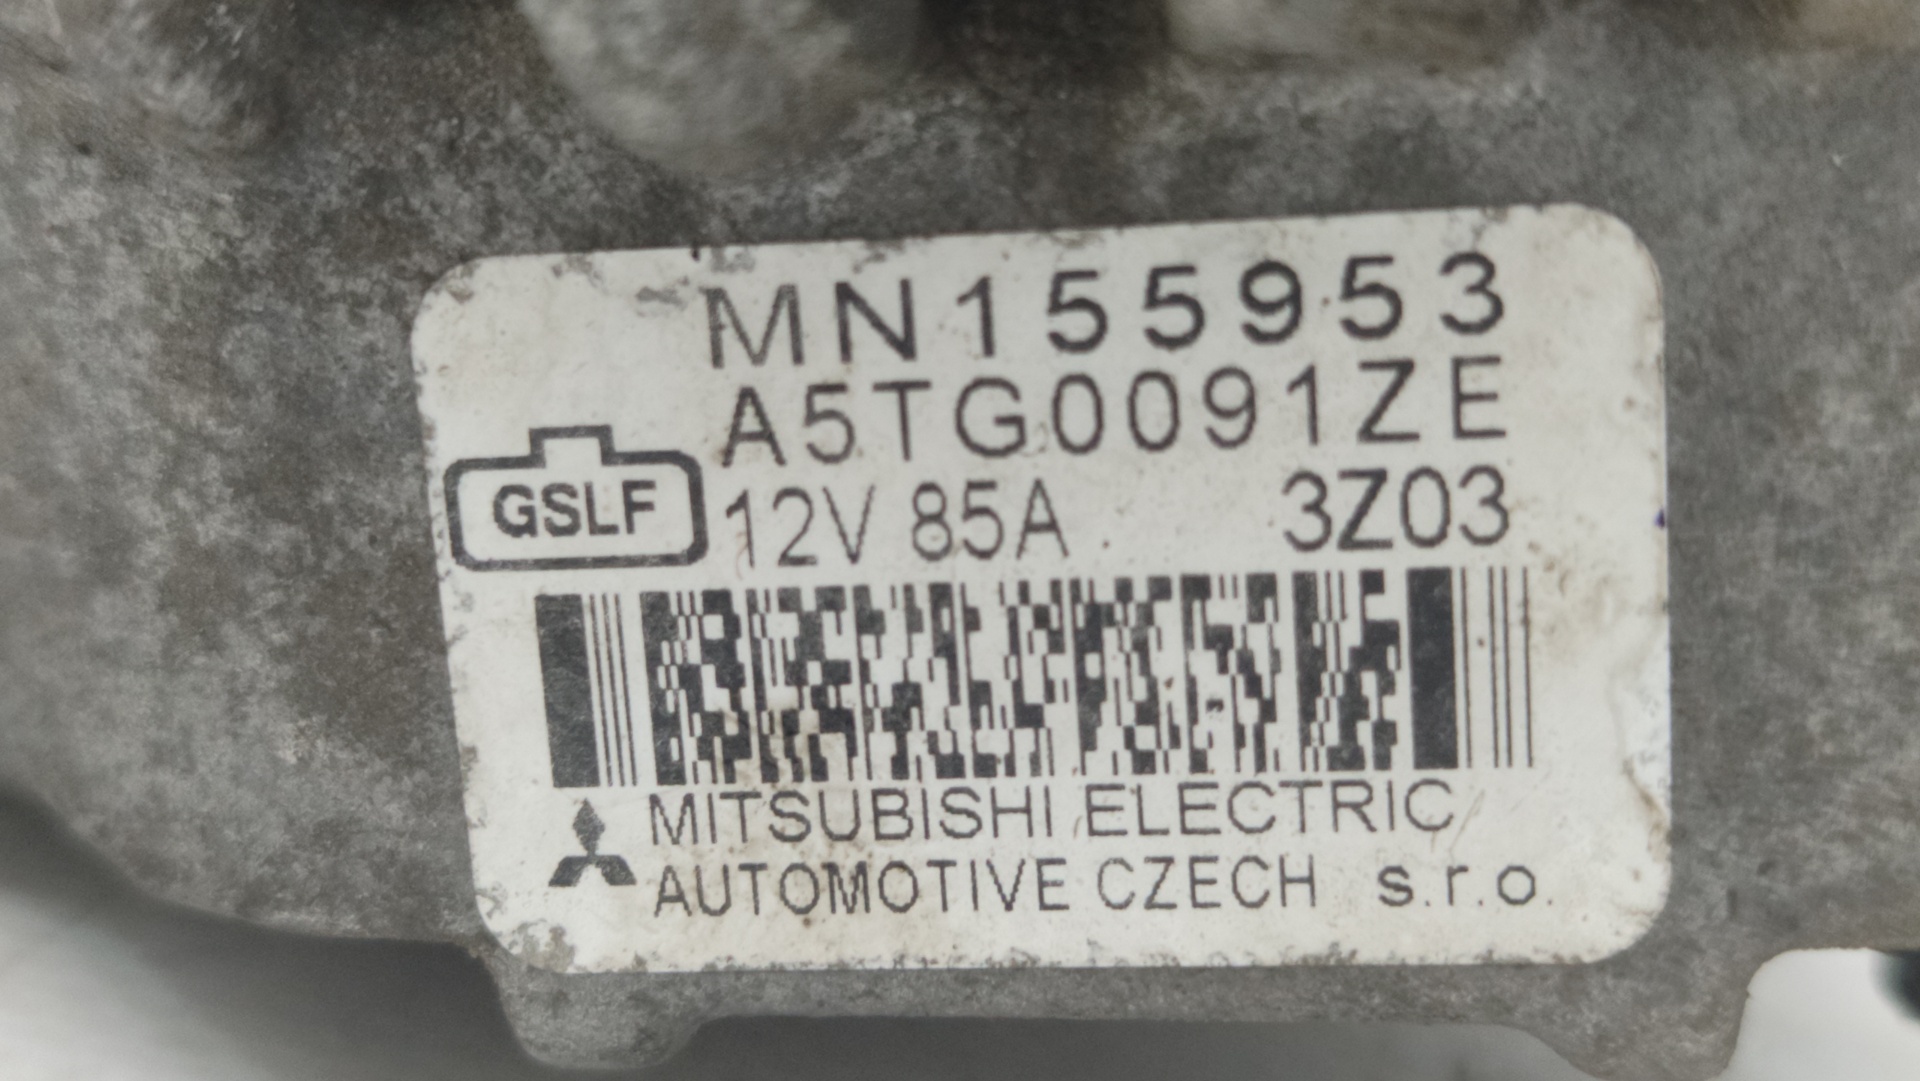 MN155953
A5TG0091ZE
GSLF 12V 85A 3Z03
MITSUBISHI ELECTRIC
AUTOMOTIVE CZECH s.r.o.